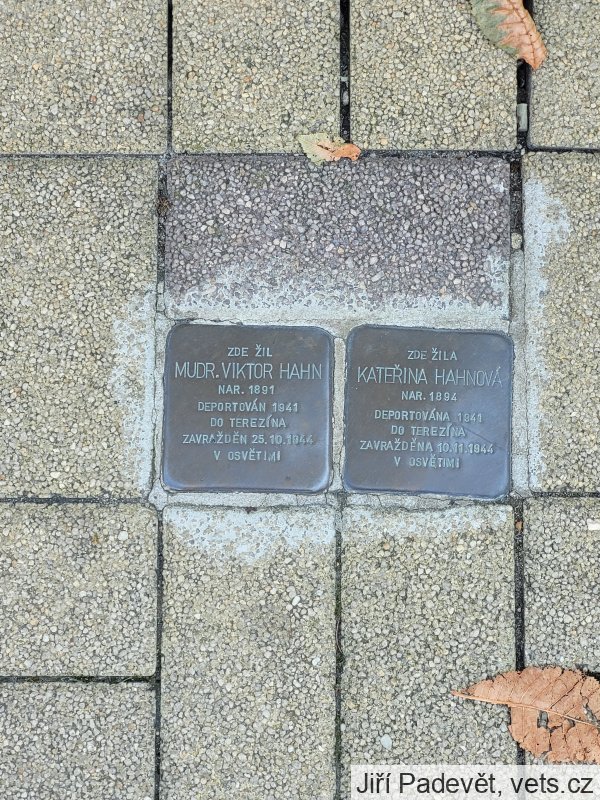 ZDE ŽIL
MUDR. VIKTOR HAHN
NAR. 1891
DEPORTOVÁN 1941
DO TEREZÍNA
ZAVRAŽDĚN 25.10.1944
V OSVĚTIMI
ZDE ŽILA
KATEŘINA HAHNOVÁ
NAR. 1894
DEPORTOVÁNA 1941
DO TEREZÍNA
ZAVRAŽDĚNA 10.11.1944
V OSVĚTIMI
Jiří Padevět, vets.cz